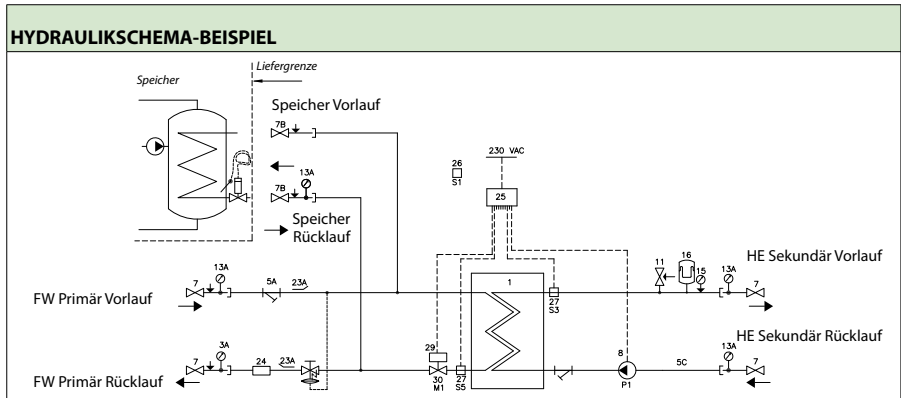 HYDRAULIKSCHEMA-BEISPIEL
Speicher
Liefergrenze
Speicher Vorlauf
7B
13A
7B
Speicher
Rücklauf
230 VAC
26
S1
25
FW Primär Vorlauf
7
13A
5A
23A
1
27
S3
11
16
15
13A
7
HE Sekundär Vorlauf
FW Primär Rücklauf
7
3A
24
23A
29
30
M1
27
S5
8
P1
5C
13A
7
HE Sekundär Rücklauf